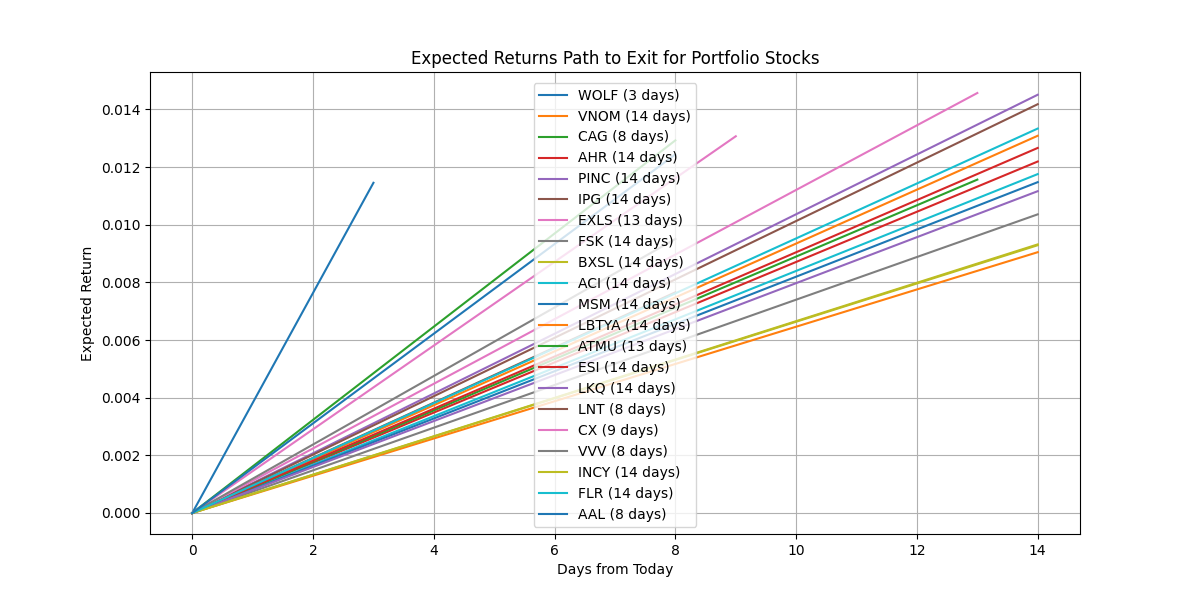 Expected Returns Path to Exit for Portfolio Stocks
Expected Return
0.014
0.012
0.010
0.008
0.006
0.004
0.002
0.000
WOLF (3 days)
VNOM (14 days)
CAG (8 days)
AHR (14 days)
PINC (14 days)
IPG (14 days)
EXLS (13 days)
FSK (14 days)
BXSL (14 days)
ACI (14 days)
MSM (14 days)
LBTYA (14 days)
ATMU (13 days)
ESI (14 days)
LKQ (14 days)
LNT (8 days)
CX (9 days)
VVV (8 days)
INCY (14 days)
FLR (14 days)
AAL (8 days)
0 2 4 6 8 10 12 14
Days from Today